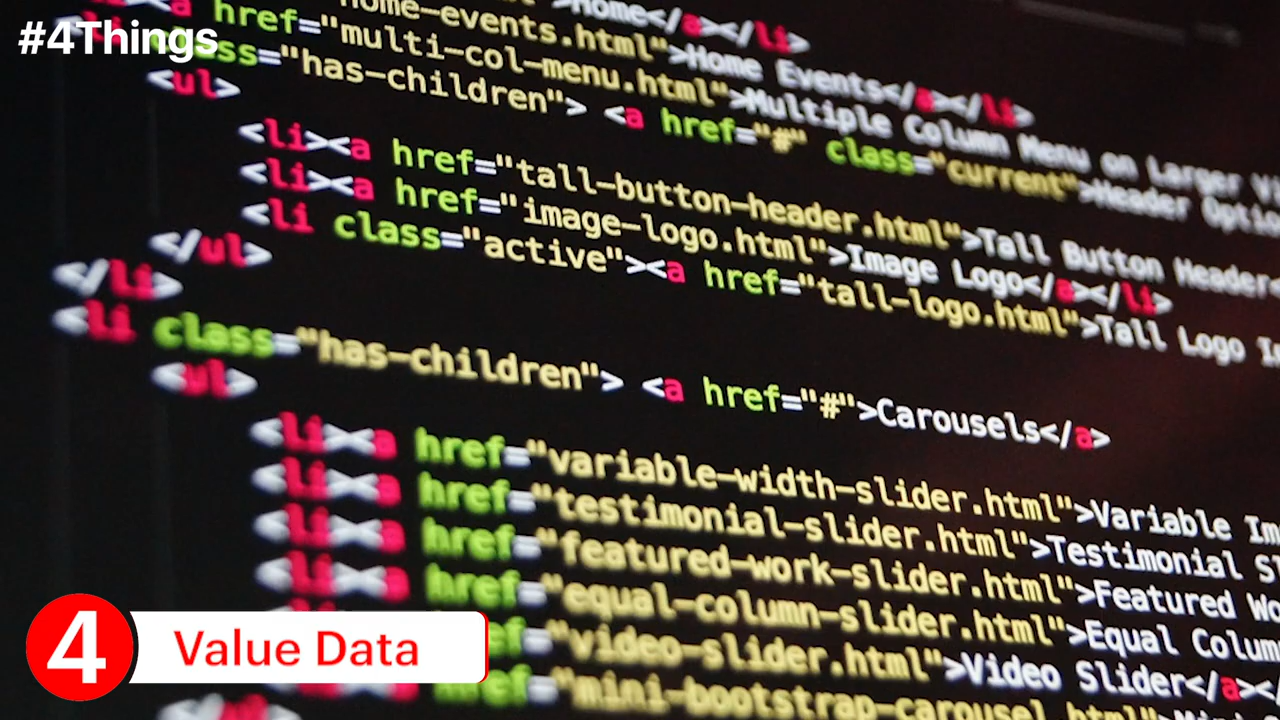 #4Things
home-events.html">Home</a></li>
href="multi-col-menu.html">Home Events</a></li>
class="has-children"> <a href="#" class="current">Multiple Column Menu on Larger
<ul>
<li><a href="tall-button-header.html">Tall Button Header<
<li><a href="image-logo.html">Image Logo</a></li>
<li class="active"><a href="tall-logo.html">Tall Logo
</ul>
</li>
<li class="has-children"> <a href="#">Carousels</a>
<ul>
<li><a href="variable-width-slider.html">Variable
<li><a href="testimonial-slider.html">Testimonial
<li><a href="featured-work-slider.html">Featured
<li><a href="equal-column-slider.html">Equal
<li><a href="video-slider.html">Video Slider</a></
href="mini-bootstrap-carousel.html">
4 Value Data